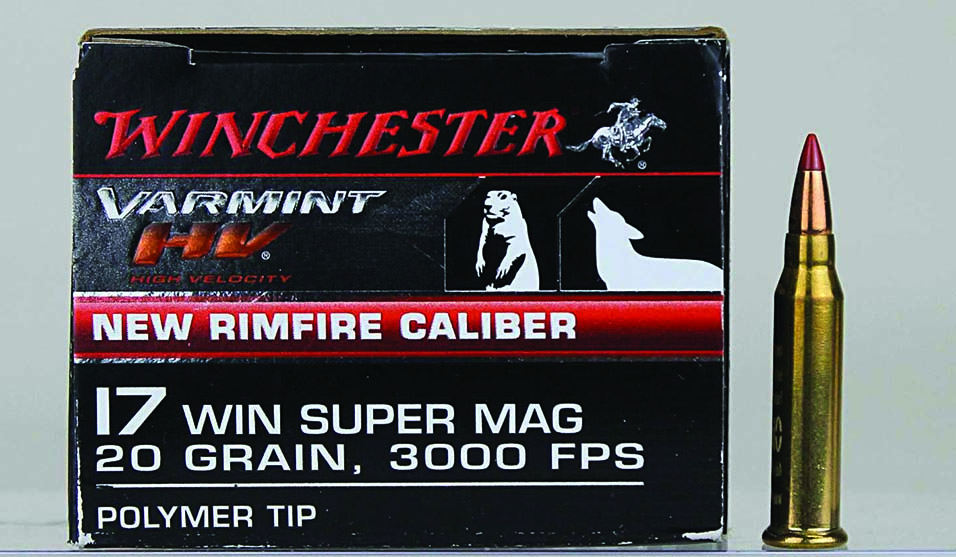 WINCHESTER
®
VARMINT
HV®
HIGH VELOCITY
NEW RIMFIRE CALIBER
17 WIN SUPER MAG
20 GRAIN, 3000 FPS
POLYMER TIP